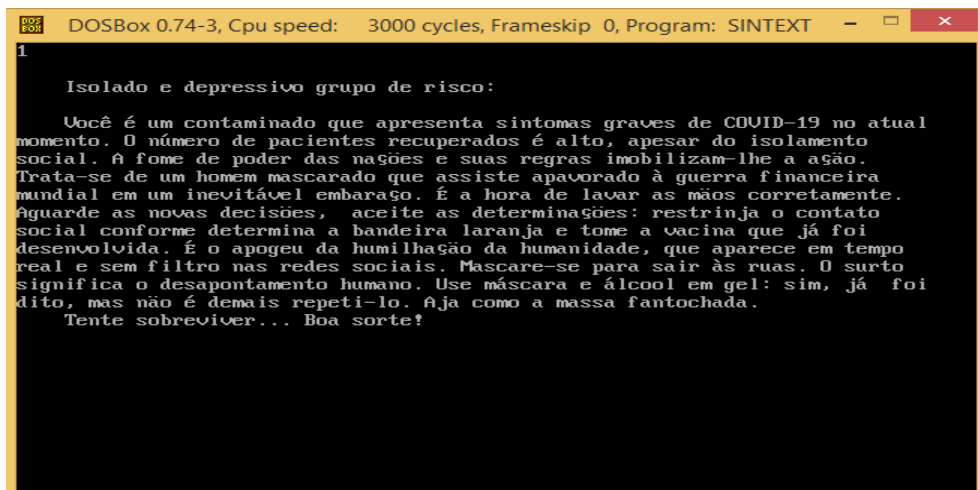 DOS BOX
DOSBox 0.74-3, Cpu speed: 3000 cycles, Frameskip 0, Program: SINTEXT
1
Isolado e depressivo grupo de risco:
Você é um contaminado que apresenta sintomas graves de COVID-19 no atual
momento. O número de pacientes recuperados é alto, apesar do isolamento
social. A fome de poder das nações e suas regras imobilizam-lhe a ação.
Trata-se de um homem mascarado que assiste apavorado à guerra financeira
mundial em um inevitável embaraço. É a hora de lavar as mäos corretamente.
Aguarde as novas decisöes, aceite as determinaçöes: restrinja o contato
social conforme determina a bandeira laranja e tome a vacina que já foi
desenvolvida. É o apogeu da humilhação da humanidade, que aparece em tempo
real e sem filtro nas redes sociais. Mascare-se para sair às ruas. O surto
significa o desapontamento humano. Use máscara e álcool em gel: sim, já foi
dito, mas não é demais repeti-lo. Aja como a massa fantochada.
Tente sobreviver... Boa sorte!